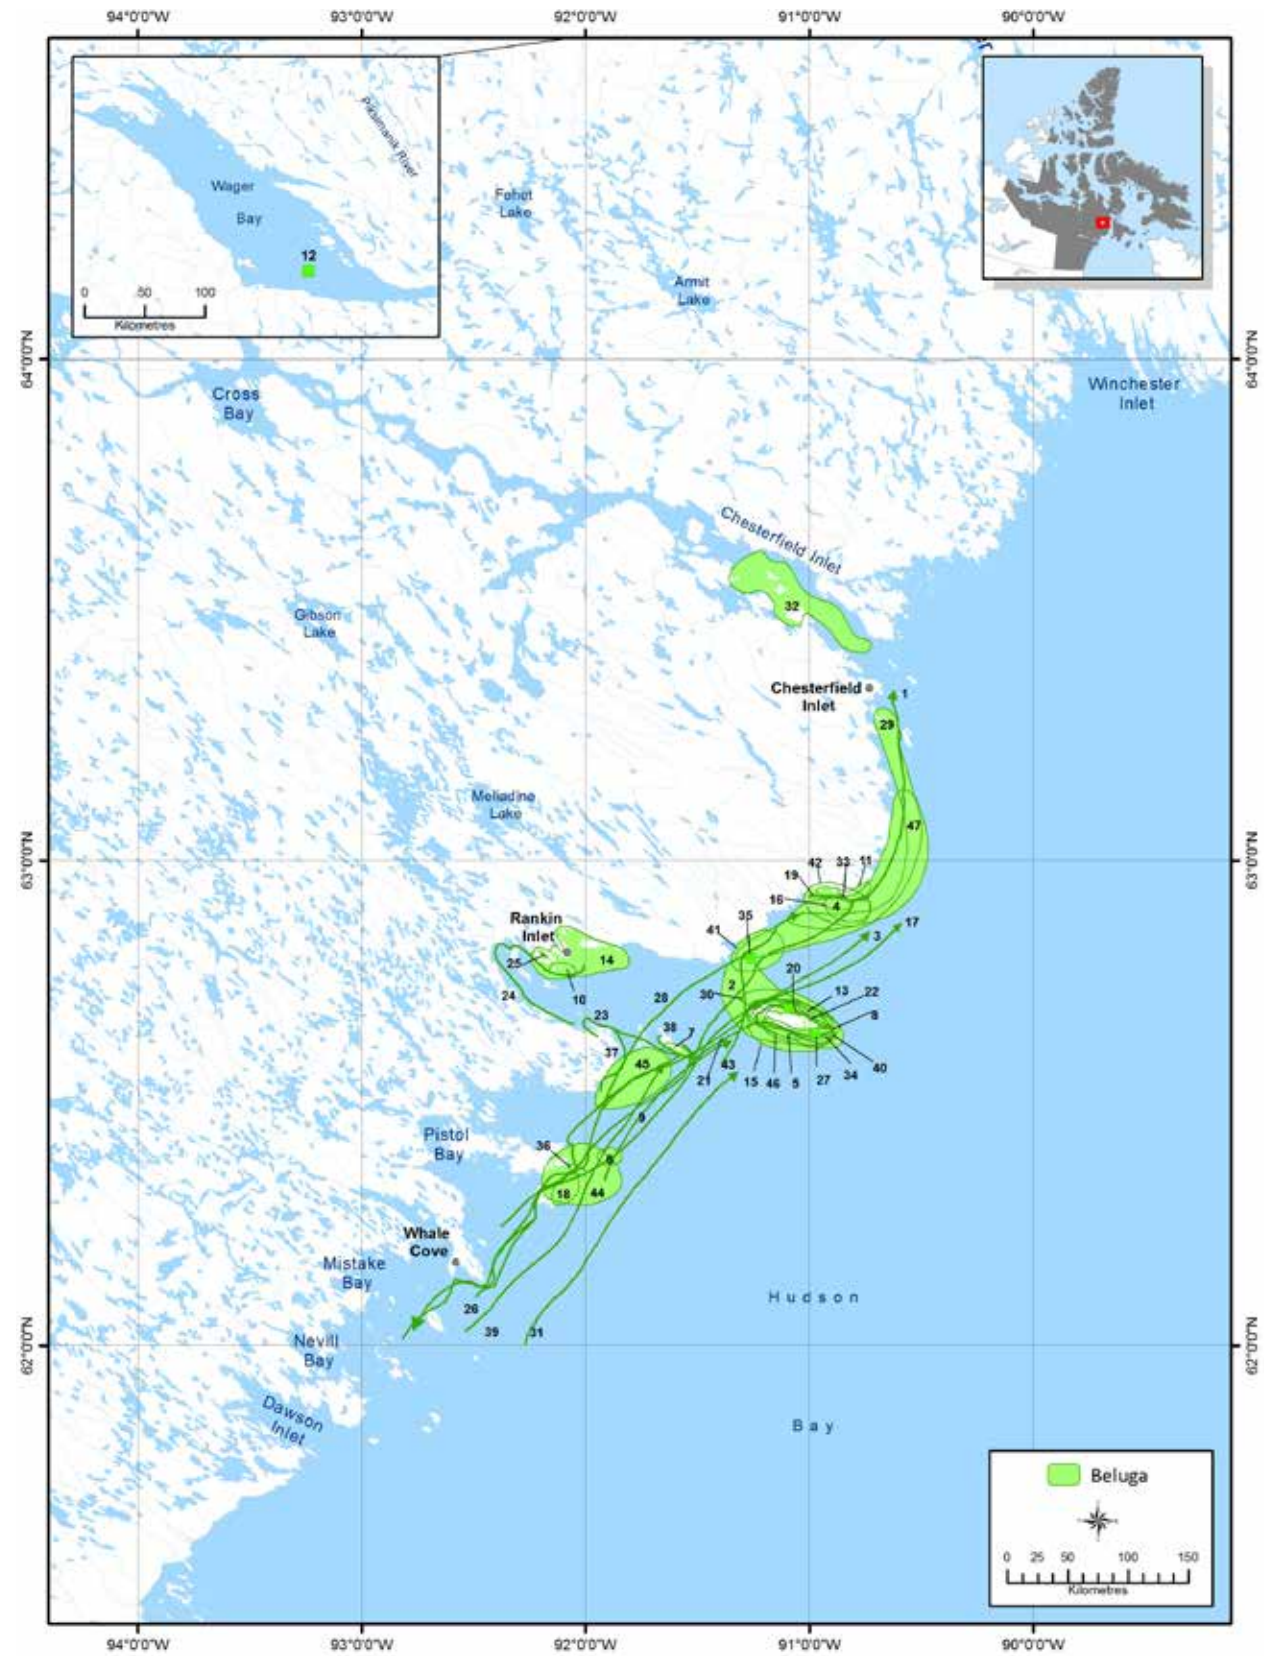 94°0'0"W 93°0'0"W 92°0'0"W 91°0'0"W 90°0'0"W
Pikumanik River
Wager
Bay
12
0 50 100
Kilometres
Fehet
Lake
Armit
Lake
64°0'0"N
64°0'0"N
Cross
Bay
Winchester
Inlet
Chesterfield Inlet
32
Gibson
Lake
Chesterfield
Inlet
1
29
Meliadine
Lake
47
63°0'0"N
63°0'0"N
42 33 11
19
16 4
35
41
17
3
Rankin
Inlet
25 14
24 10
20
2
30 13
22
8
28
23
38 7
37
45
21 43
15 46 5 27 34 40
9
Pistol
Bay
36
6
18 44
Whale
Cove
Mistake
Bay
26
39 31
Hudson
62°0'0"N
62°0'0"N
Nevill
Bay
Dawson
Inlet
Bay
Beluga
0 25 50 100 150
Kilometres
94°0'0"W 93°0'0"W 92°0'0"W 91°0'0"W 90°0'0"W